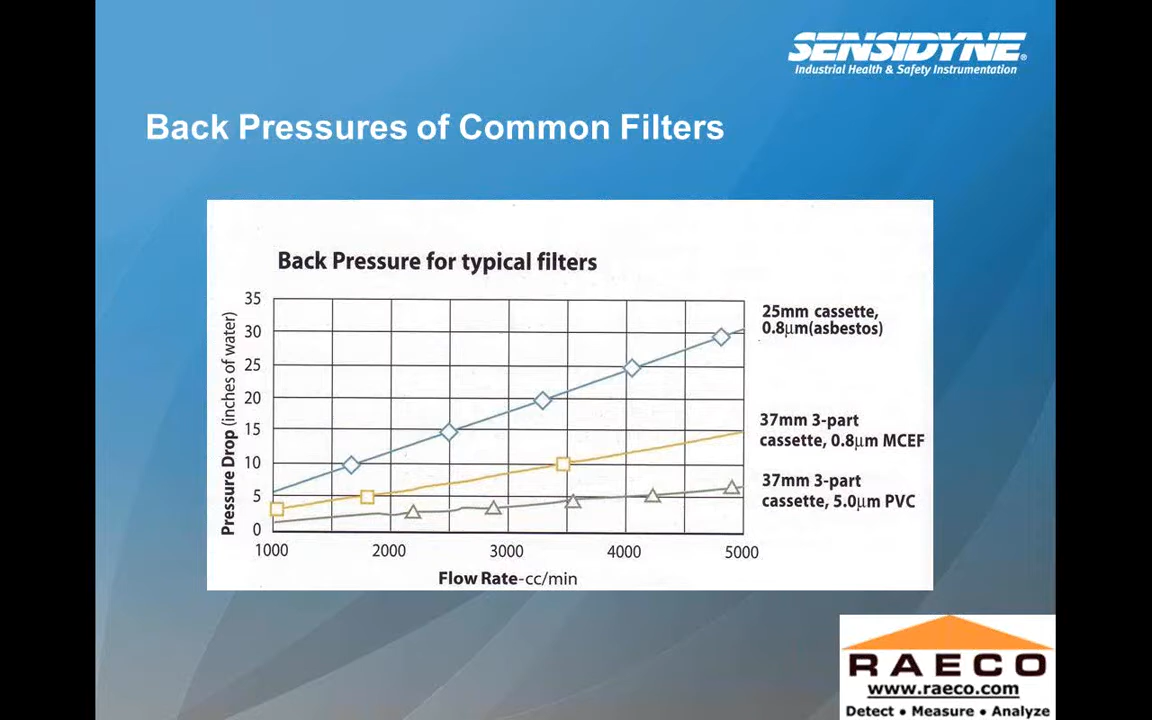 SENSIDYNE®
Industrial Health & Safety Instrumentation
Back Pressures of Common Filters
Back Pressure for typical filters
35
30
25
20
15
10
5
0
Pressure Drop (inches of water)
1000
2000
3000
4000
5000
Flow Rate-cc/min
25mm cassette,
0.8µm(asbestos)
37mm 3-part
cassette, 0.8µm MCEF
37mm 3-part
cassette, 5.0µm PVC
RAECO
www.raeco.com
Detect • Measure • Analyze